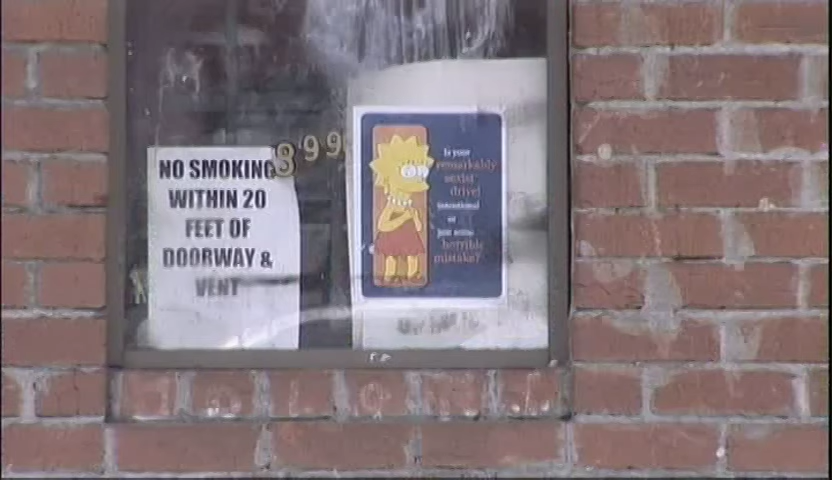 NO SMOKING
WITHIN 20
FEET OF
DOORWAY &
VENT
899
Is your
remarkably
sexist
drivel
intentional
or
just some
horrible
mistake?